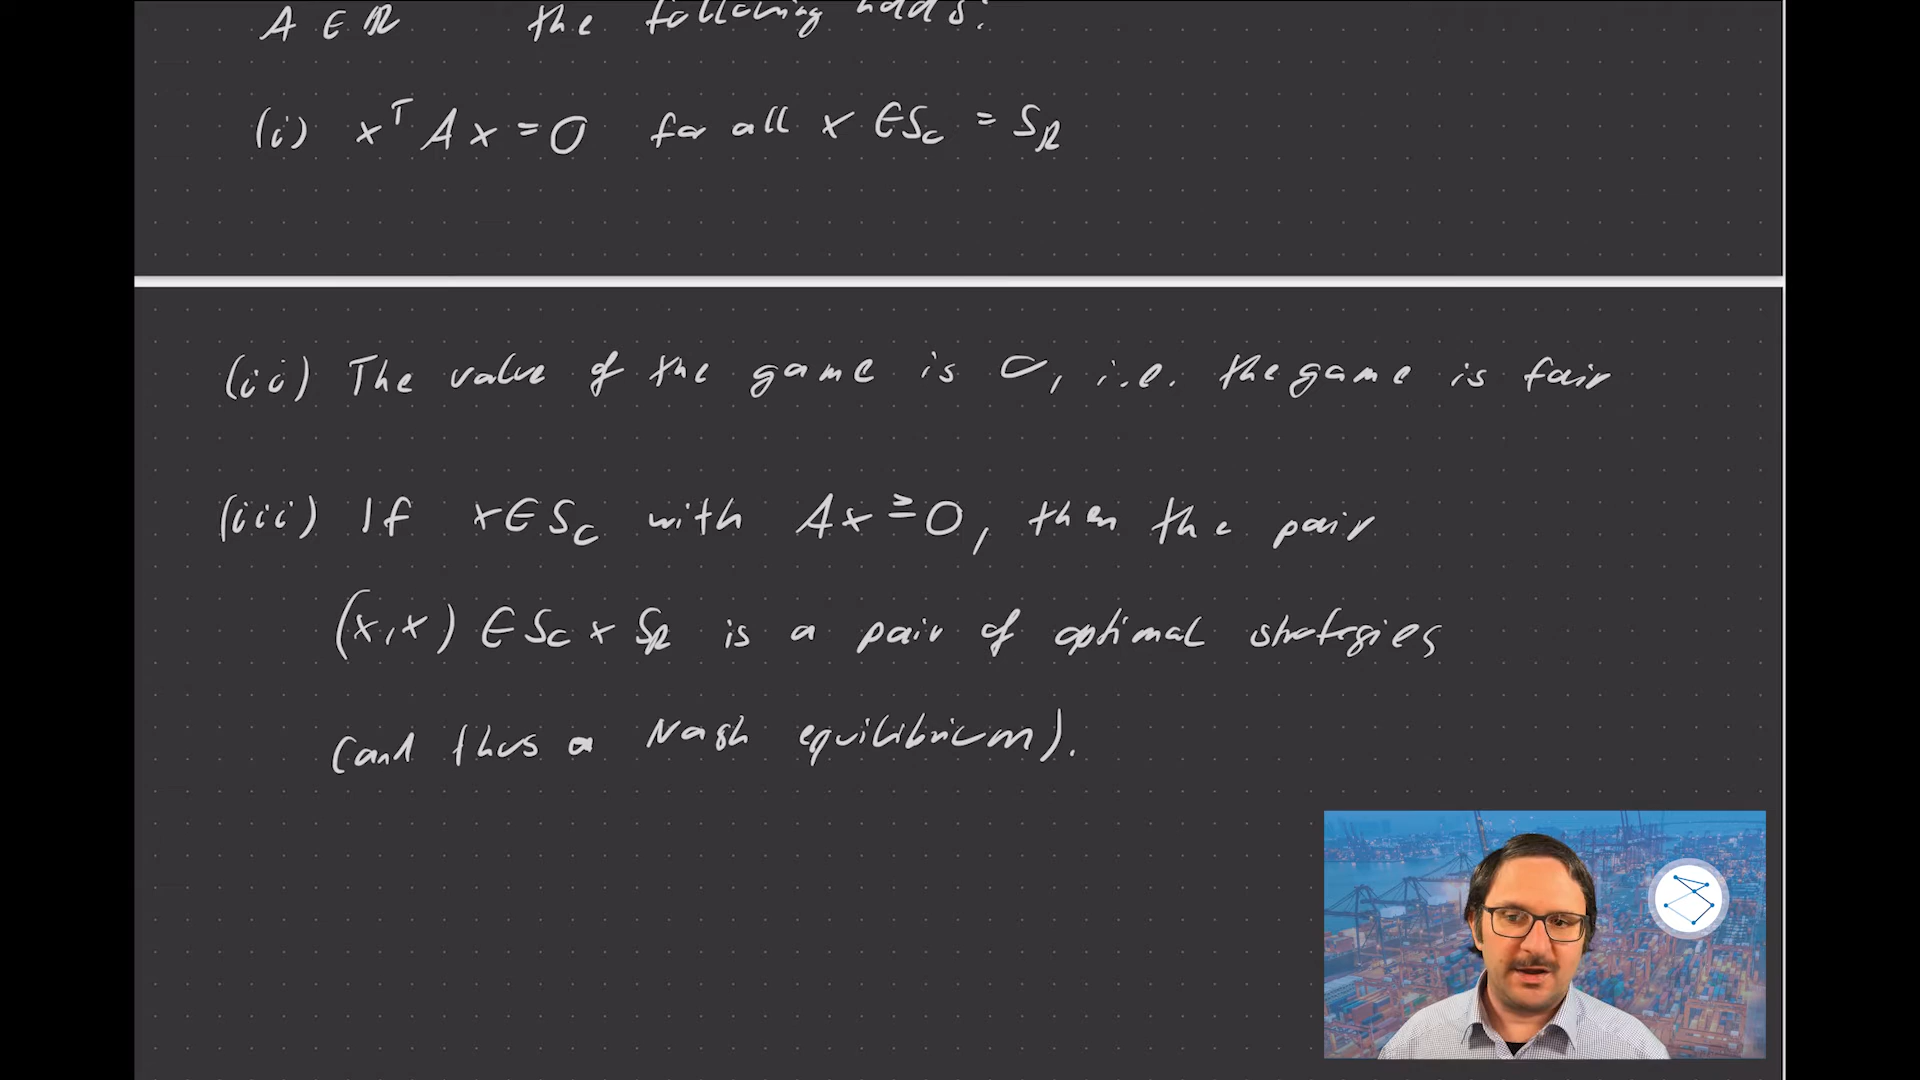 A ∈ ℝ the following holds:
(i) xᵀ A x = 0 for all x ∈ S_C = S_R
(ii) The value of the game is 0, i.e. the game is fair
(iii) If x ∈ S_C with Ax ≥ 0, then the pair
(x, x) ∈ S_C × S_R is a pair of optimal strategies
(and thus a Nash equilibrium).